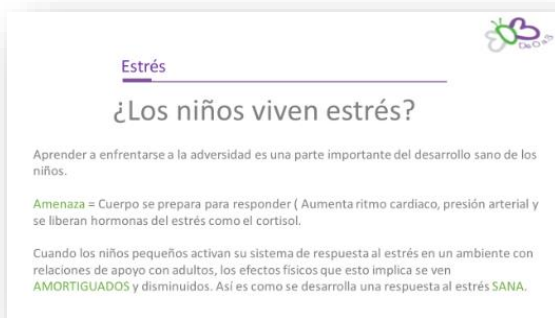 De 0 a 3
Estrés
¿Los niños viven estrés?
Aprender a enfrentarse a la adversidad es una parte importante del desarrollo sano de los
niños.
Amenaza = Cuerpo se prepara para responder ( Aumenta ritmo cardiaco, presión arterial y
se liberan hormonas del estrés como el cortisol.
Cuando los niños pequeños activan su sistema de respuesta al estrés en un ambiente con
relaciones de apoyo con adultos, los efectos físicos que esto implica se ven
AMORTIGUADOS y disminuidos. Así es como se desarrolla una respuesta al estrés SANA.